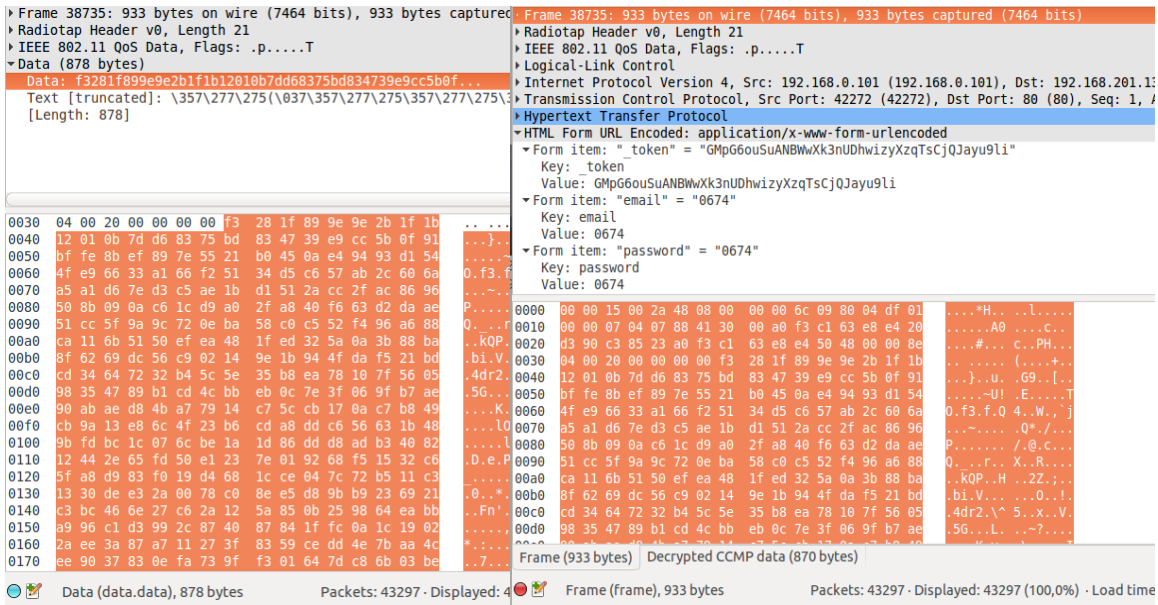 Frame 38735: 933 bytes on wire (7464 bits), 933 bytes captured
Radiotap Header v0, Length 21
IEEE 802.11 QoS Data, Flags: .p.....T
Data (878 bytes)
Data: f3281f899e9e2b1f1b12010b7dd68375bd834739e9cc5b0f...
Text [truncated]: \357\277\275(\037\357\277\275\357\277\275\3
[Length: 878]
0030 04 00 20 00 00 00 00 f3 28 1f 89 9e 9e 2b 1f 1b .. ...
0040 12 01 0b 7d d6 83 75 bd 83 47 39 e9 cc 5b 0f 91 ...}..
0050 bf fe 8b ef 89 7e 55 21 b0 45 0a e4 94 93 d1 54 .....~
0060 4f e9 66 33 a1 66 f2 51 34 d5 c6 57 ab 2c 60 6a O.f3.f
0070 a5 a1 d6 7e d3 c5 ae 1b d1 51 2a cc 2f ac 86 96 ...~..
0080 50 8b 09 0a c6 1c d9 a0 2f a8 40 f6 63 d2 da ae P.....
0090 51 cc 5f 9a 9c 72 0e ba 58 c0 c5 52 f4 96 a6 88 Q._..r
00a0 ca 11 6b 51 50 ef ea 48 1f ed 32 5a 0a 3b 88 ba ..kQP.
00b0 8f 62 69 dc 56 c9 02 14 9e 1b 94 4f da f5 21 bd .bi.V.
00c0 cd 34 64 72 32 b4 5c 5e 35 b8 ea 78 10 7f 56 05 .4dr2.
00d0 98 35 47 89 b1 cd 4c bb eb 0c 7e 3f 06 9f b7 ae .5G...
00e0 90 ab ae d8 4b a7 79 14 c7 5c cb 17 0a c7 b8 49 ....K.
00f0 cb 9a 13 e8 6c 4f 23 b6 cd a8 dd c6 56 63 1b 48 ....lO
0100 9b fd bc 1c 07 6c be 1a 1d 86 dd d8 ad b3 40 82 .....l
0110 12 44 2e 65 fd 50 e1 23 7e 01 92 68 f5 15 32 c6 .D.e.P
0120 5f a8 d9 83 f0 19 d4 68 1c ce 04 7c 72 b5 11 c3 _.....
0130 13 30 de e3 2a 00 78 c0 8e e5 d8 9b b9 23 69 21 .0..*.
0140 c3 bc 46 6e 27 c6 2a 12 5a 85 0b 25 98 64 ea bb ..Fn'.
0150 a9 96 c1 d3 99 2c 87 40 87 84 1f fc 0a 1c 19 02 .....,
0160 2a ee 3a 87 a7 11 27 3f 83 59 ce dd 4e 7b aa 4c *.:...
0170 ee 90 37 83 0e fa 73 9f f3 01 64 7d c8 6b 03 be ..7...
Data (data.data), 878 bytes Packets: 43297 · Displayed: 4
Frame 38735: 933 bytes on wire (7464 bits), 933 bytes captured (7464 bits)
Radiotap Header v0, Length 21
IEEE 802.11 QoS Data, Flags: .p.....T
Logical-Link Control
Internet Protocol Version 4, Src: 192.168.0.101 (192.168.0.101), Dst: 192.168.201.13
Transmission Control Protocol, Src Port: 42272 (42272), Dst Port: 80 (80), Seq: 1, A
Hypertext Transfer Protocol
HTML Form URL Encoded: application/x-www-form-urlencoded
Form item: "_token" = "GMpG6ouSuANBWwXk3nUDhwizyXzqTsCjQJayu9li"
Key: _token
Value: GMpG6ouSuANBWwXk3nUDhwizyXzqTsCjQJayu9li
Form item: "email" = "0674"
Key: email
Value: 0674
Form item: "password" = "0674"
Key: password
Value: 0674
0000 00 00 15 00 2a 48 08 00 00 00 6c 09 80 04 df 01 ....*H.. ..l.....
0010 00 00 07 04 07 88 41 30 00 a0 f3 c1 63 e8 e4 20 ......A0 ....c..
0020 d3 90 c3 85 23 a0 f3 c1 63 e8 e4 50 48 00 00 8e ....#... c..PH...
0030 04 00 20 00 00 00 00 f3 28 1f 89 9e 9e 2b 1f 1b .. ..... (....+..
0040 12 01 0b 7d d6 83 75 bd 83 47 39 e9 cc 5b 0f 91 ...}..u. .G9..[..
0050 bf fe 8b ef 89 7e 55 21 b0 45 0a e4 94 93 d1 54 .....~U! .E.....T
0060 4f e9 66 33 a1 66 f2 51 34 d5 c6 57 ab 2c 60 6a O.f3.f.Q 4..W.,`j
0070 a5 a1 d6 7e d3 c5 ae 1b d1 51 2a cc 2f ac 86 96 ...~.... .Q*./...
0080 50 8b 09 0a c6 1c d9 a0 2f a8 40 f6 63 d2 da ae P....... /.@.c...
0090 51 cc 5f 9a 9c 72 0e ba 58 c0 c5 52 f4 96 a6 88 Q._..r.. X..R....
00a0 ca 11 6b 51 50 ef ea 48 1f ed 32 5a 0a 3b 88 ba ..kQP..H ..2Z.;..
00b0 8f 62 69 dc 56 c9 02 14 9e 1b 94 4f da f5 21 bd .bi.V... ...O..!.
00c0 cd 34 64 72 32 b4 5c 5e 35 b8 ea 78 10 7f 56 05 .4dr2.\^ 5..x..V.
00d0 98 35 47 89 b1 cd 4c bb eb 0c 7e 3f 06 9f b7 ae .5G...L. ..~?....
Frame (933 bytes) Decrypted CCMP data (870 bytes)
Frame (frame), 933 bytes Packets: 43297 · Displayed: 43297 (100,0%) · Load time